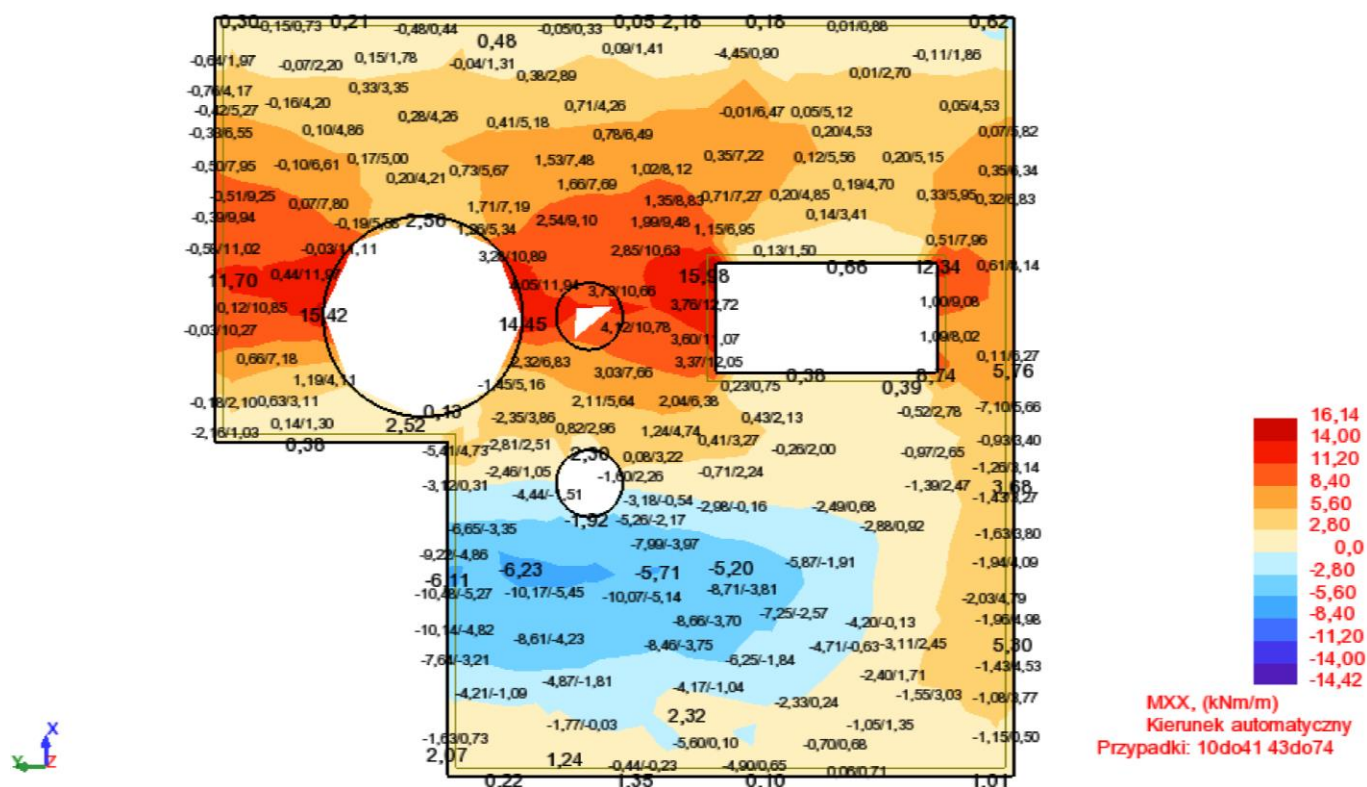 0,30 0,21 0,05 2,16 0,16 0,62
-0,15/0,73 -0,48/0,44 -0,05/0,33 0,01/0,88
0,48 0,09/1,41 -4,45/0,90 -0,11/1,86
-0,64/1,97 -0,07/2,20 0,15/1,78 -0,04/1,31
0,38/2,89 0,01/2,70
-0,76/4,17 0,33/3,35
-0,42/5,27 -0,16/4,20 0,28/4,26 0,71/4,26 -0,01/6,47 0,05/5,12 0,05/4,53
-0,38/6,55 0,10/4,86 0,41/5,18 0,78/6,49 0,20/4,53 0,07/5,82
-0,50/7,95 -0,10/6,61 0,17/5,00 0,73/5,67 1,53/7,48 1,02/8,12 0,35/7,22 0,12/5,56 0,20/5,15 0,35/6,34
0,20/4,21 1,66/7,69 0,19/4,70
-0,51/9,25 0,07/7,80 1,71/7,19 1,35/8,83 0,71/7,27 0,20/4,85 0,33/5,95 0,32/6,83
-0,39/9,94 2,56 2,54/9,10 1,99/9,48 1,15/6,95 0,14/3,41
-0,58/11,02 -0,03/11,11 3,28/10,89 2,85/10,63 0,13/1,50 0,51/7,96
11,70 0,44/11,97 15,98 0,66 12,34 0,61/8,14
4,05/11,94 3,73/10,66
0,12/10,85 15,42 14,45 3,76/12,72 1,00/9,08
-0,03/10,27 4,12/10,78 3,60/11,07 1,09/8,02
0,66/7,18 -2,32/6,83 3,03/7,66 3,37/12,05 0,11/6,27
1,19/4,11 -1,45/5,16 0,23/0,75 0,38 8,74 5,76
0,39
-0,18/2,10 0,63/3,11 0,13 2,11/5,64 2,04/6,38 -0,52/2,78 -7,10/5,66
-2,16/1,03 0,14/1,30 2,52 -2,35/3,86 0,82/2,96 1,24/4,74 0,43/2,13
0,38 -5,41/4,73 -2,81/2,51 2,30 0,08/3,22 0,41/3,27 -0,26/2,00 -0,97/2,65 -0,93/3,40
-2,46/1,05 -1,60/2,26 -0,71/2,24 -1,26/3,14
-3,12/0,31 -1,39/2,47 3,68
-3,18/-0,54 -2,98/-0,16 -2,49/0,68
-1,92 -5,26/-2,17 -2,88/0,92 -1,63/3,80
-6,65/-3,35 -7,99/-3,97
-9,22/-4,86 -5,87/-1,91 -1,94/4,09
-6,11 -6,23 -5,71 -5,20
-10,48/-5,27 -10,17/-5,45 -10,07/-5,14 -8,71/-3,81 -2,03/4,79
-8,66/-3,70 -7,25/-2,57 -4,20/-0,13 -1,96/4,98
-10,14/-4,82 -8,61/-4,23 -8,46/-3,75 -4,71/-0,63 -3,11/2,45 5,30
-7,64/-3,21 -6,25/-1,84 -1,43/4,53
-4,21/-1,09 -4,87/-1,81 -4,17/-1,04 -2,33/0,24 -2,40/1,71 -1,55/3,03 -1,08/3,77
-1,77/-0,03 2,32 -1,05/1,35
-1,63/0,73 -5,60/0,10 -0,70/0,68 -1,15/0,50
2,07 1,24 -0,44/-0,23 -4,90/0,65 0,06/0,71
0,22 1,35 0,10 1,01
16,14
14,00
11,20
8,40
5,60
2,80
0,0
-2,80
-5,60
-8,40
-11,20
-14,00
-14,42
MXX, (kNm/m)
Kierunek automatyczny
Przypadki: 10do41 43do74
X
Y Z